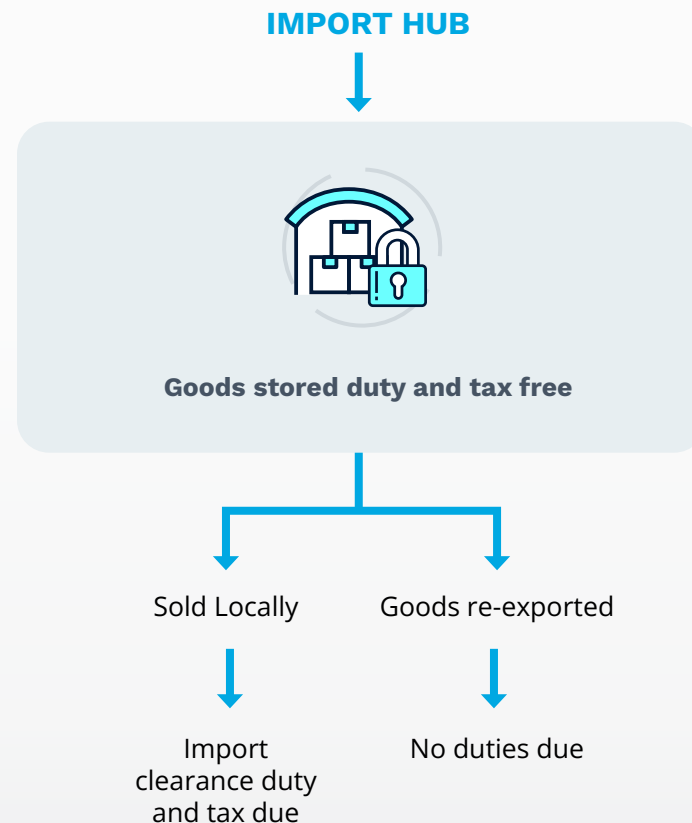 IMPORT HUB
Goods stored duty and tax free
Sold Locally
Goods re-exported
Import
clearance duty
and tax due
No duties due